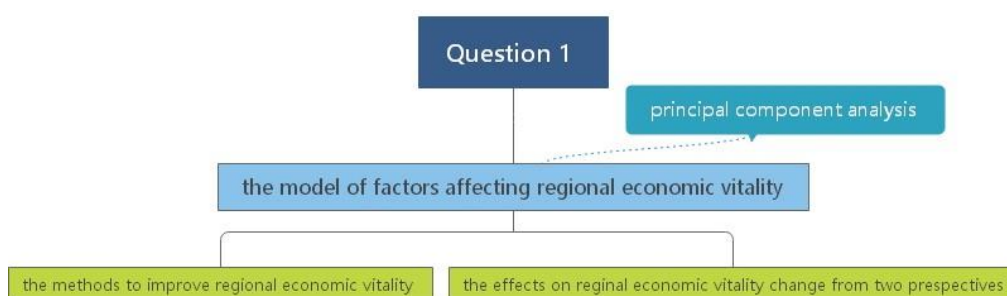 Question 1
principal component analysis
the model of factors affecting regional economic vitality
the methods to improve regional economic vitality
the effects on reginal economic vitality change from two prespectives